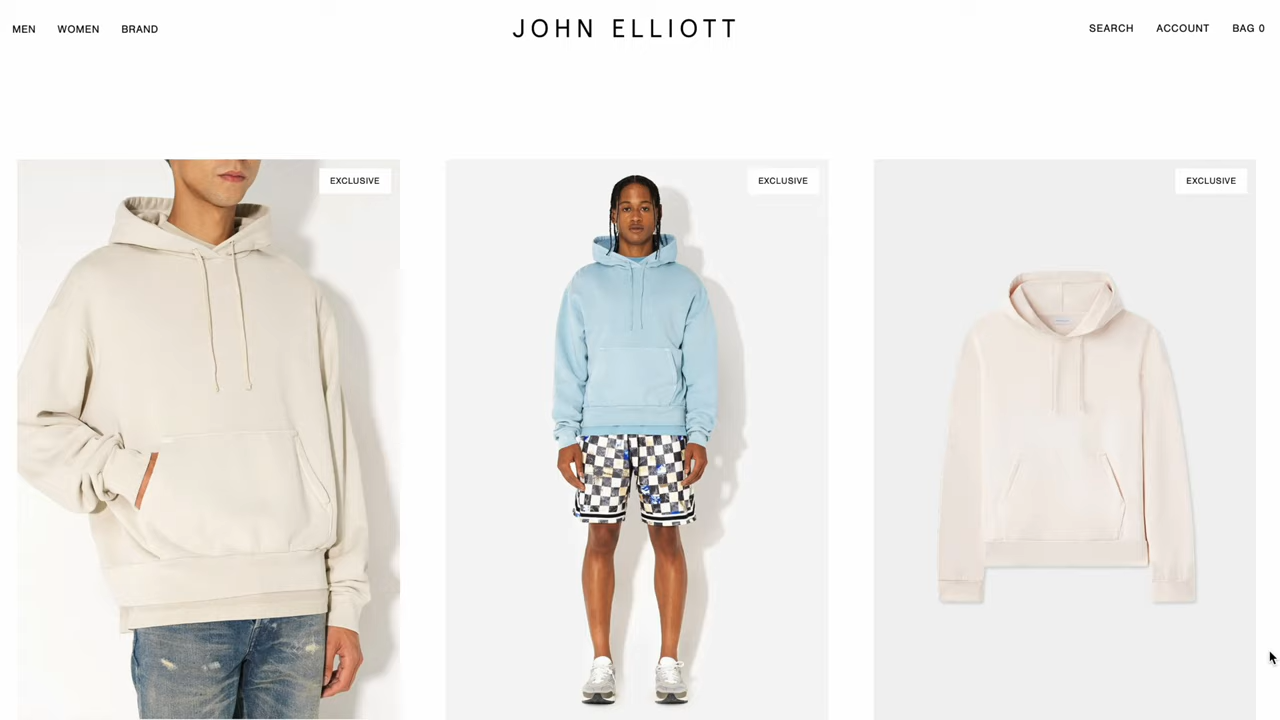 MEN WOMEN BRAND
JOHN ELLIOTT
SEARCH ACCOUNT BAG 0
EXCLUSIVE
EXCLUSIVE
EXCLUSIVE